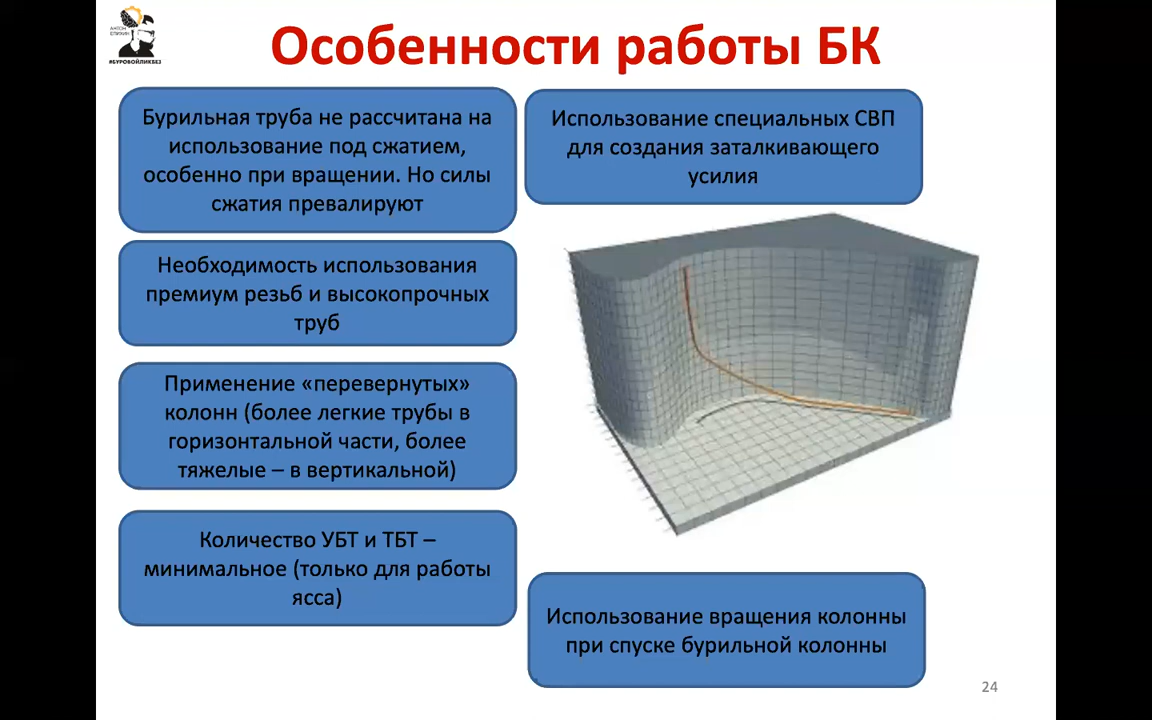 АНТОН
ЕПИХИН
#БУРОВОЙЛИКБЕЗ
Особенности работы БК
Бурильная труба не рассчитана на
использование под сжатием,
особенно при вращении. Но силы
сжатия превалируют
Необходимость использования
премиум резьб и высокопрочных
труб
Применение «перевернутых»
колонн (более легкие трубы в
горизонтальной части, более
тяжелые – в вертикальной)
Количество УБТ и ТБТ –
минимальное (только для работы
ясса)
Использование специальных СВП
для создания заталкивающего
усилия
Использование вращения колонны
при спуске бурильной колонны
24